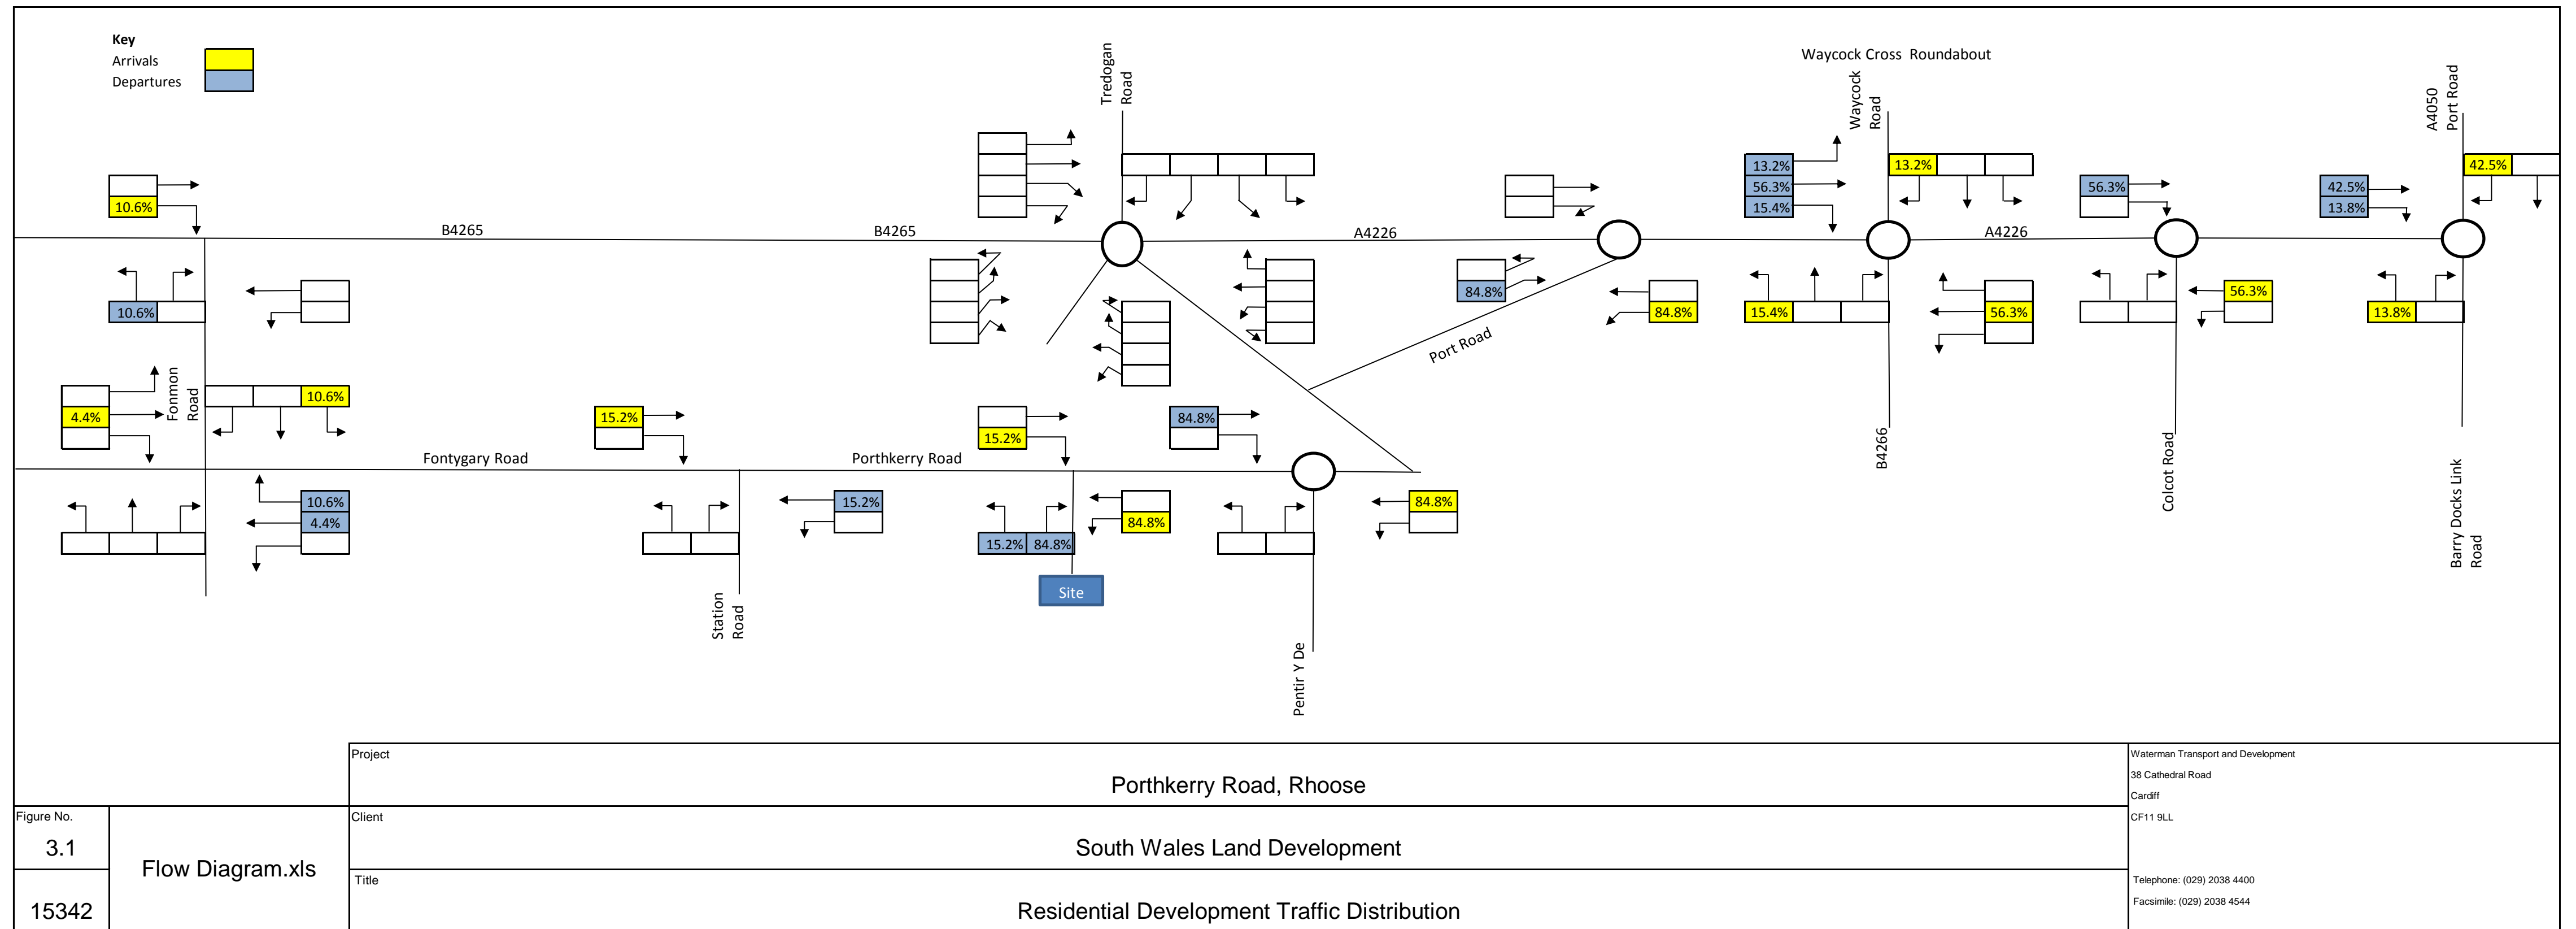 Key
Arrivals
Departures
Tredogan
Road
Waycock Cross  Roundabout
Waycock
Road
A4050
Port Road
10.6%
13.2%
56.3%
15.4%
13.2%
56.3%
42.5%
13.8%
42.5%
B4265
B4265
A4226
A4226
10.6%
84.8%
84.8%
15.4%
56.3%
56.3%
13.8%
Port Road
Fonmon
Road
4.4%
10.6%
15.2%
15.2%
84.8%
B4266
Colcot Road
Barry Docks Link
Road
Fontygary Road
Porthkerry Road
10.6%
4.4%
15.2%
15.2%
84.8%
84.8%
84.8%
Site
Station
Road
Pentir Y De
Project
Porthkerry Road, Rhoose
Waterman Transport and Development
38 Cathedral Road
Cardiff
CF11 9LL
Figure No.
3.1
Flow Diagram.xls
Client
South Wales Land Development
15342
Title
Residential Development Traffic Distribution
Telephone: (029) 2038 4400
Facsimile: (029) 2038 4544